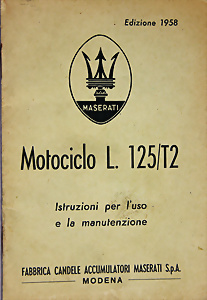 Edizione 1958
MASERATI
Motociclo L. 125/T2
Istruzioni per l'uso
e la manutenzione
FABBRICA CANDELE ACCUMULATORI MASERATI S.p.A.
MODENA